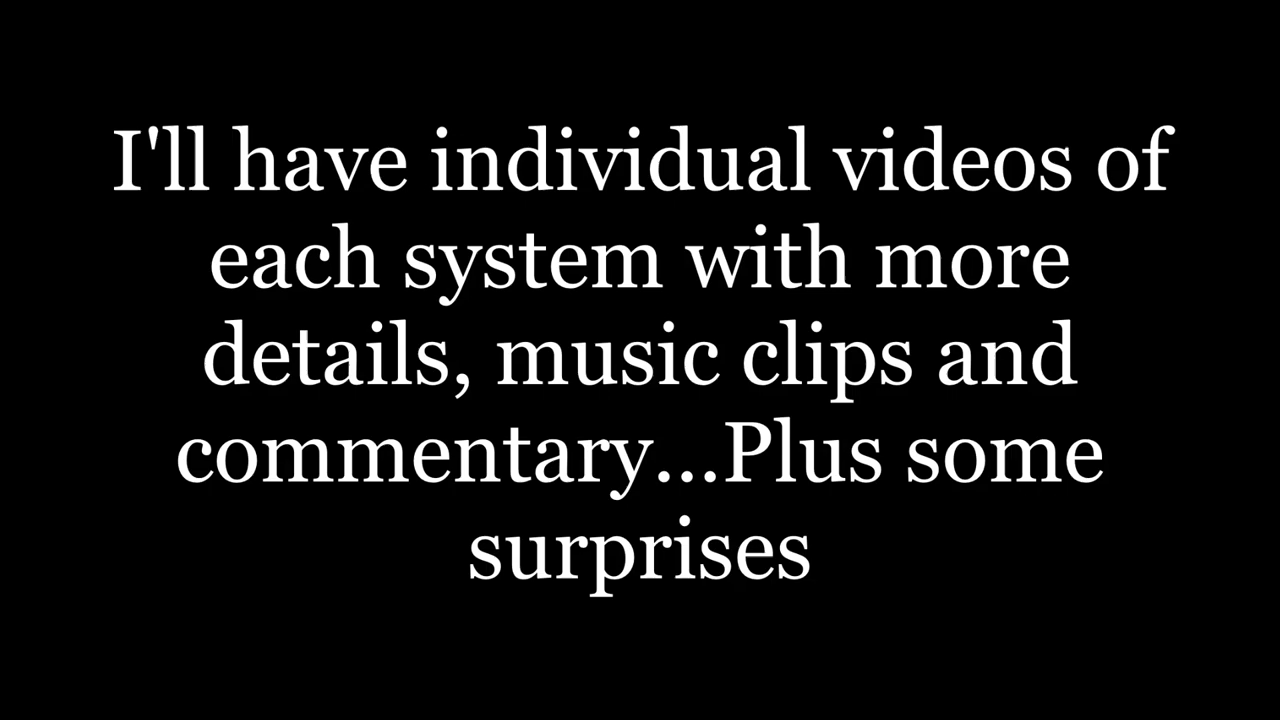 I'll have individual videos of
each system with more
details, music clips and
commentary...Plus some
surprises